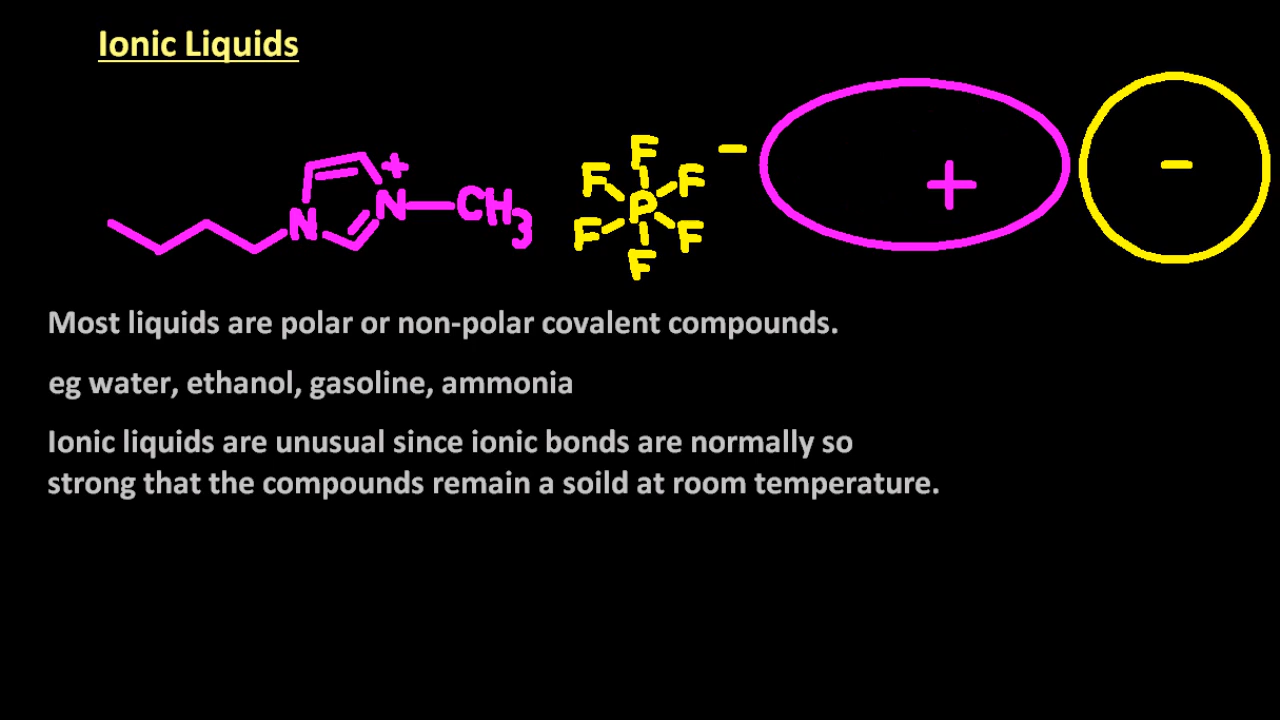 Ionic Liquids
N N + CH3
F F F P F F F −
+ −
Most liquids are polar or non-polar covalent compounds.
eg water, ethanol, gasoline, ammonia
Ionic liquids are unusual since ionic bonds are normally so
strong that the compounds remain a soild at room temperature.